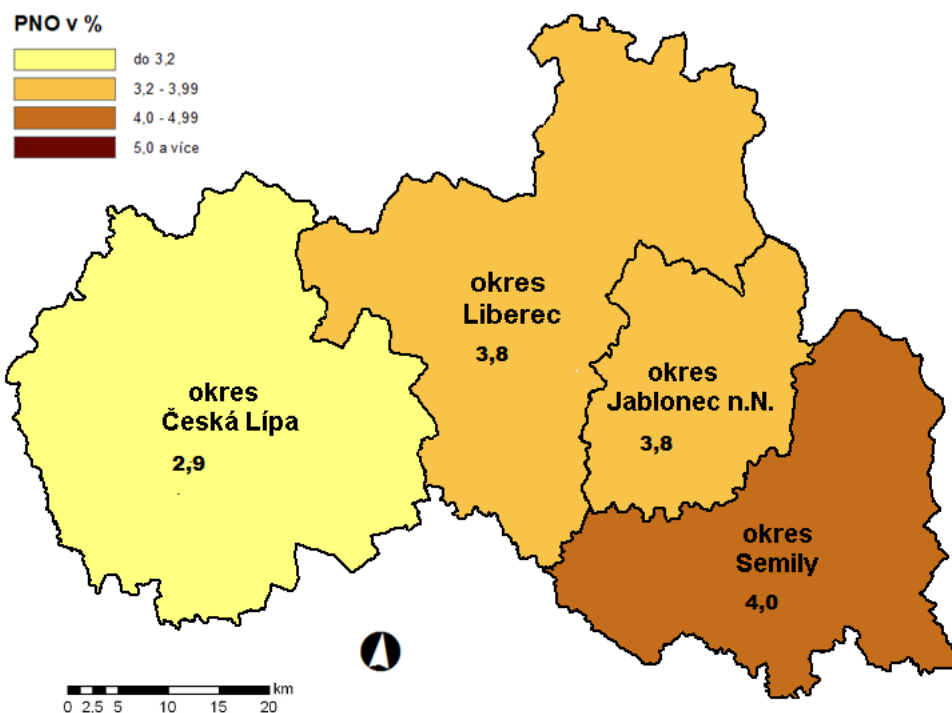 PNO v %
do 3,2
3,2 - 3,99
4,0 - 4,99
5,0 a více
okres
Liberec
3,8
okres
Jablonec n.N.
3,8
okres
Česká Lípa
2,9
okres
Semily
4,0
km
0 2,5 5 10 15 20